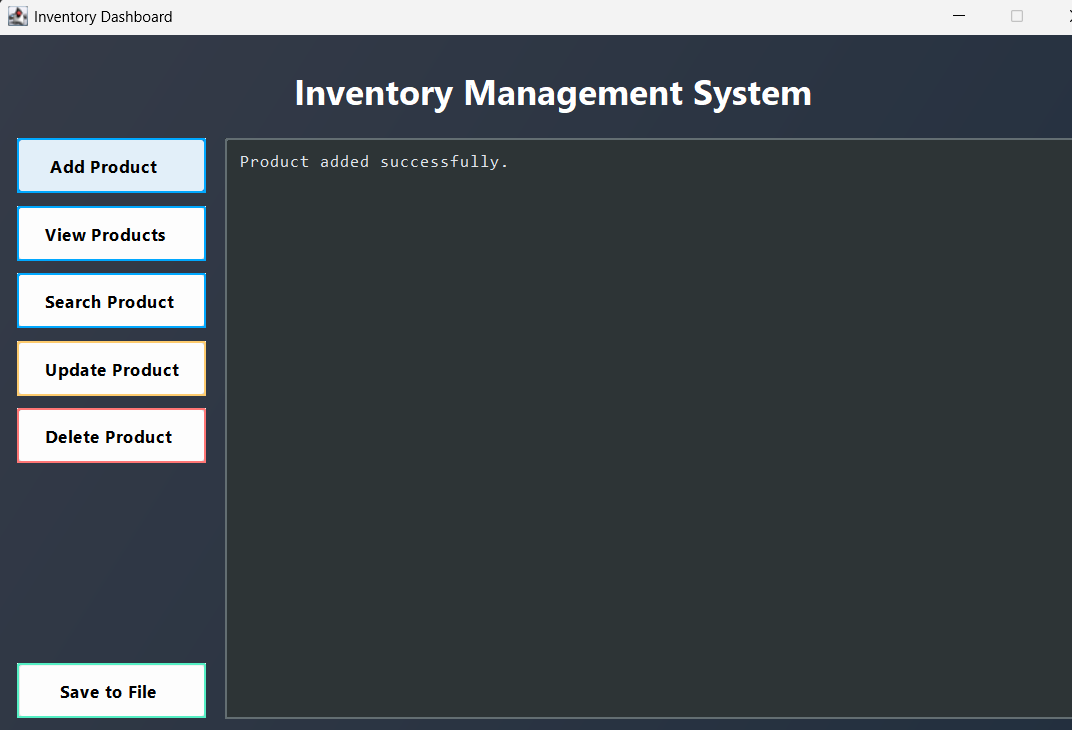 Inventory Dashboard
Inventory Management System
Add Product
Product added successfully.
View Products
Search Product
Update Product
Delete Product
Save to File